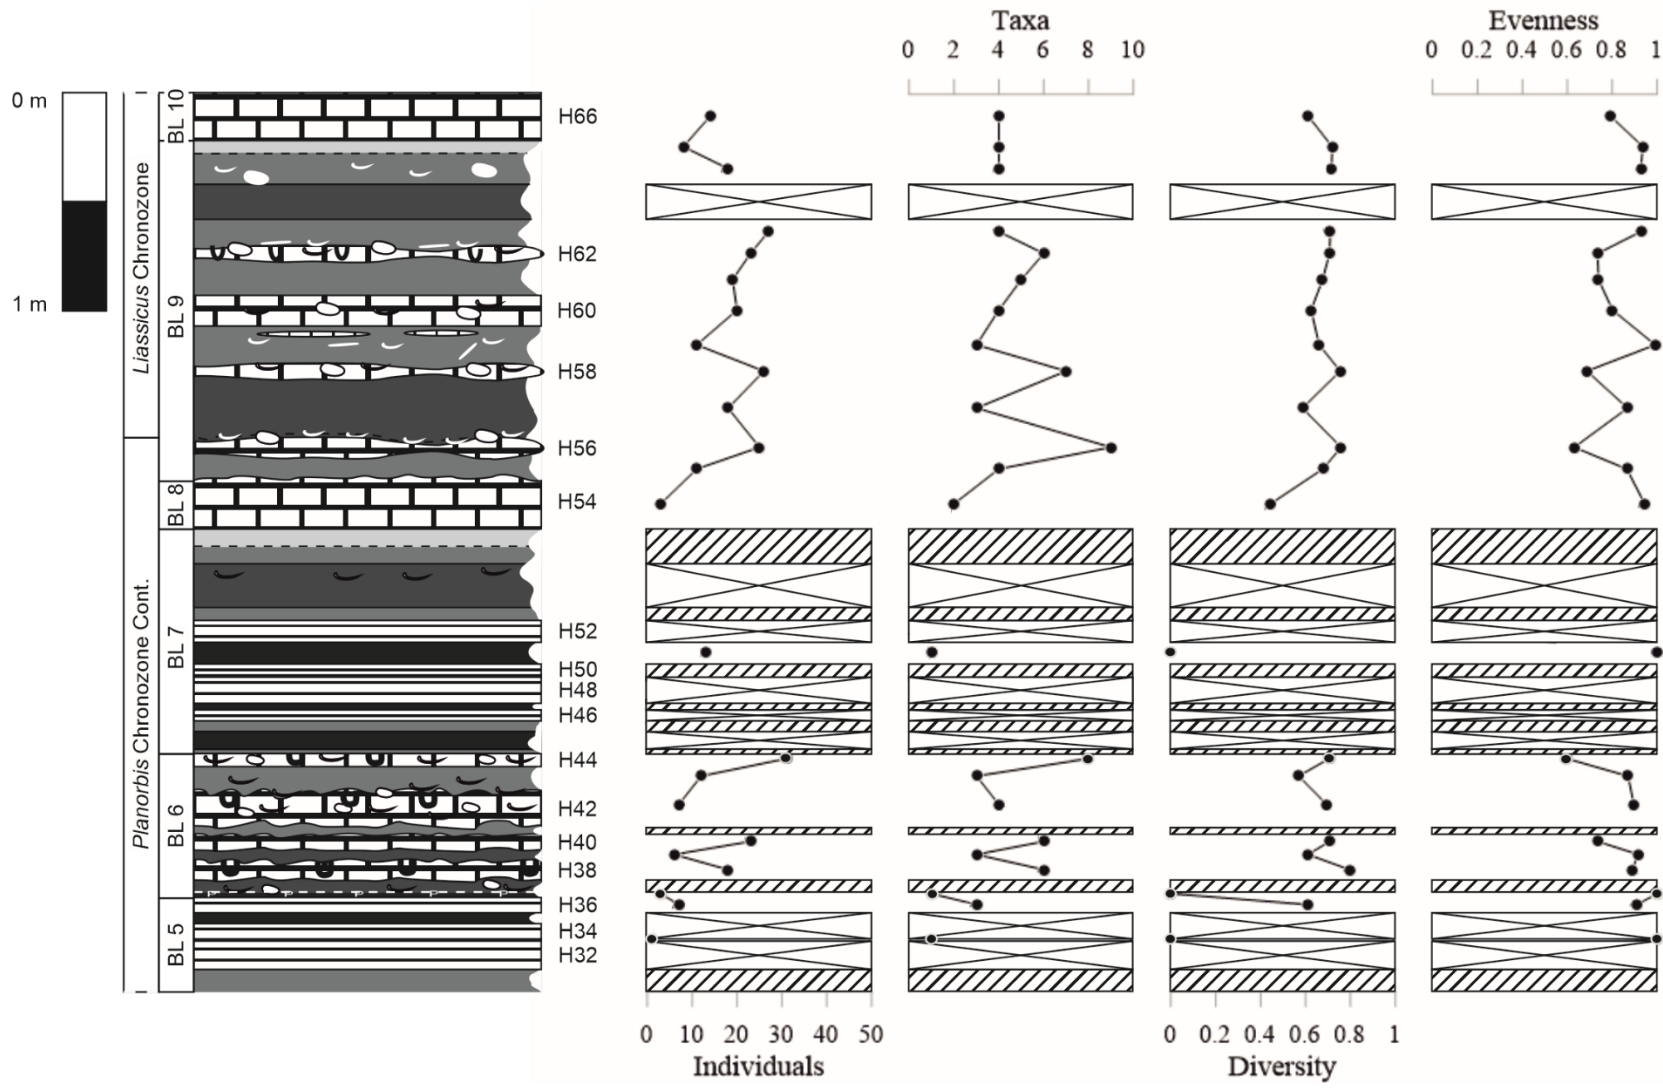 Taxa
Evenness
0 2 4 6 8 10
0 0.2 0.4 0.6 0.8 1
0 m
1 m
Liassicus Chronozone
Planorbis Chronozone Cont.
BL 10
BL 9
BL 8
BL 7
BL 6
BL 5
H66
H62
H60
H58
H56
H54
H52
H50
H48
H46
H44
H42
H40
H38
P P P P P
H36
H34
H32
0 10 20 30 40 50
0 0.2 0.4 0.6 0.8 1
Individuals
Diversity